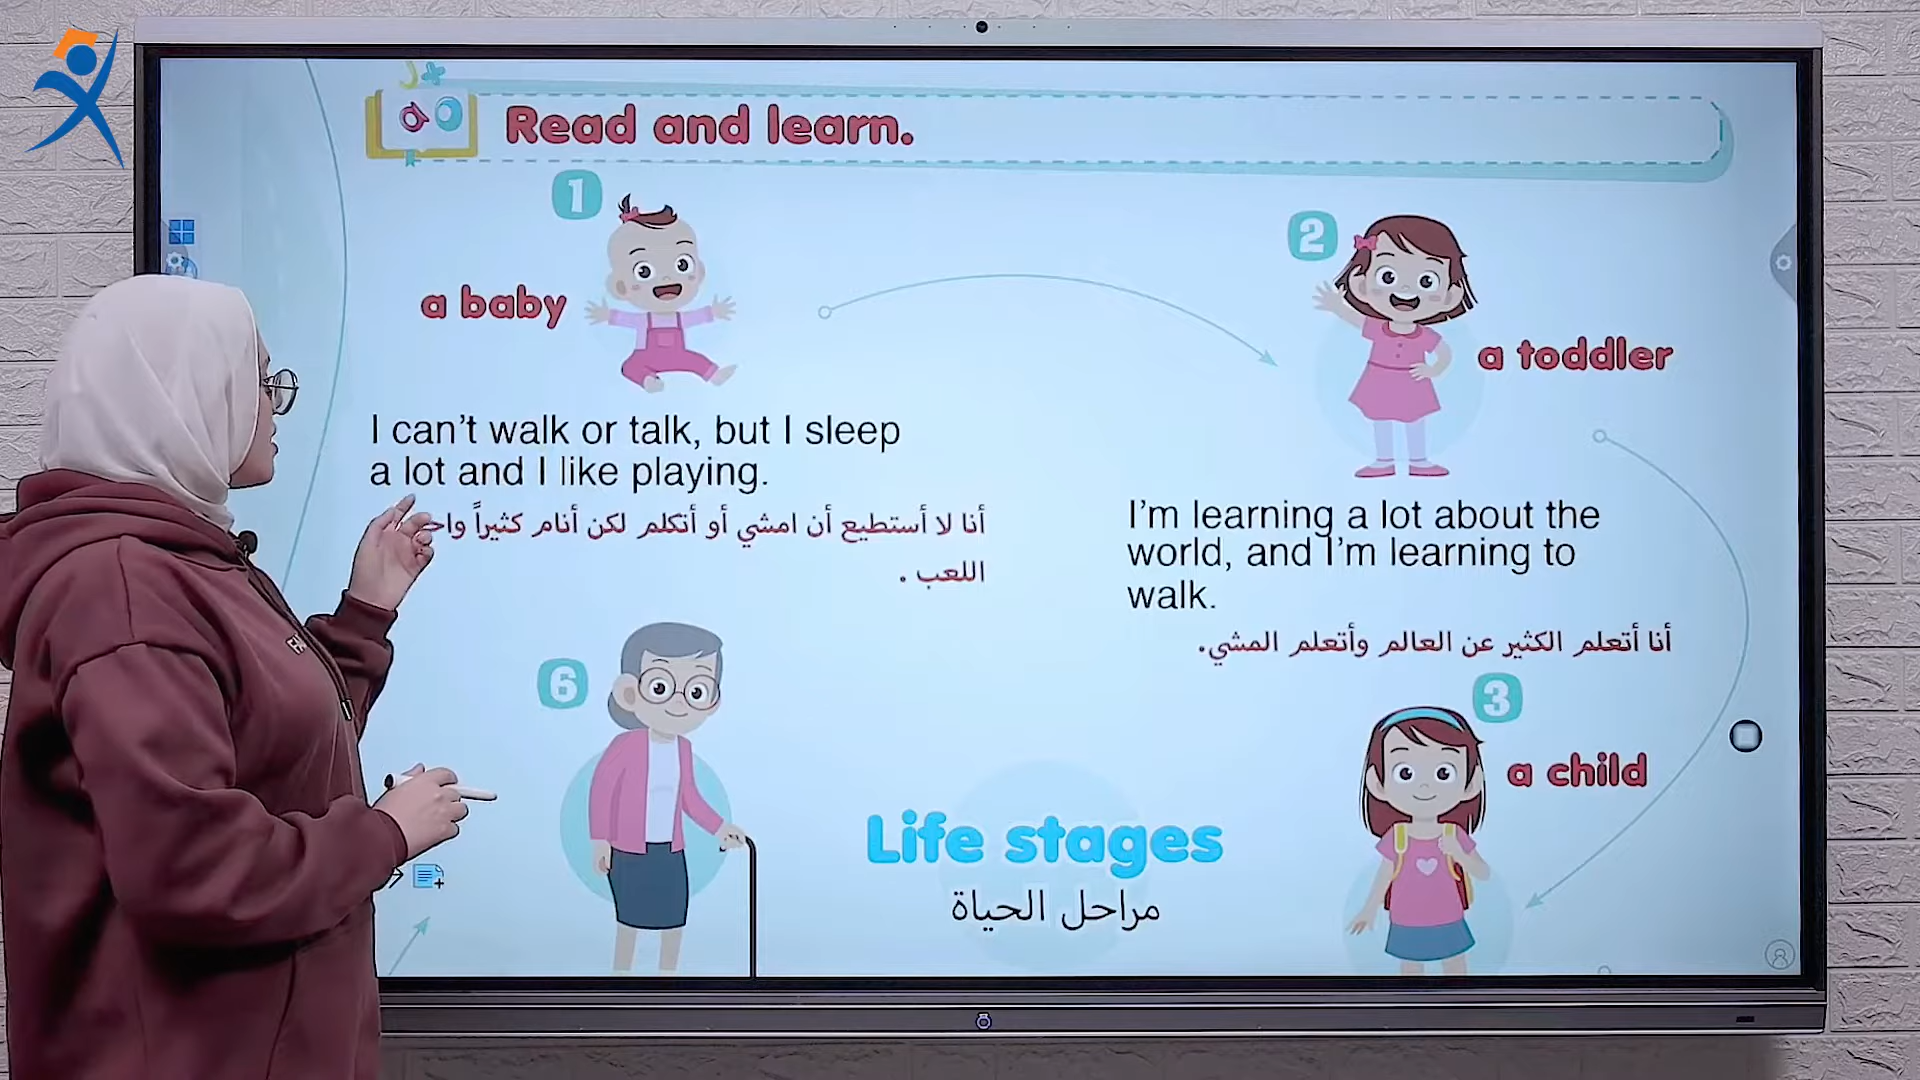 Read and learn.
1
a baby
I can't walk or talk, but I sleep
a lot and I like playing.
أنا لا أستطيع أن امشي أو أتكلم لكن أنام كثيراً
اللعب .
2
a toddler
I'm learning a lot about the
world, and I'm learning to
walk.
أنا أتعلم الكثير عن العالم وأتعلم المشي.
3
a child
6
Life stages
مراحل الحياة